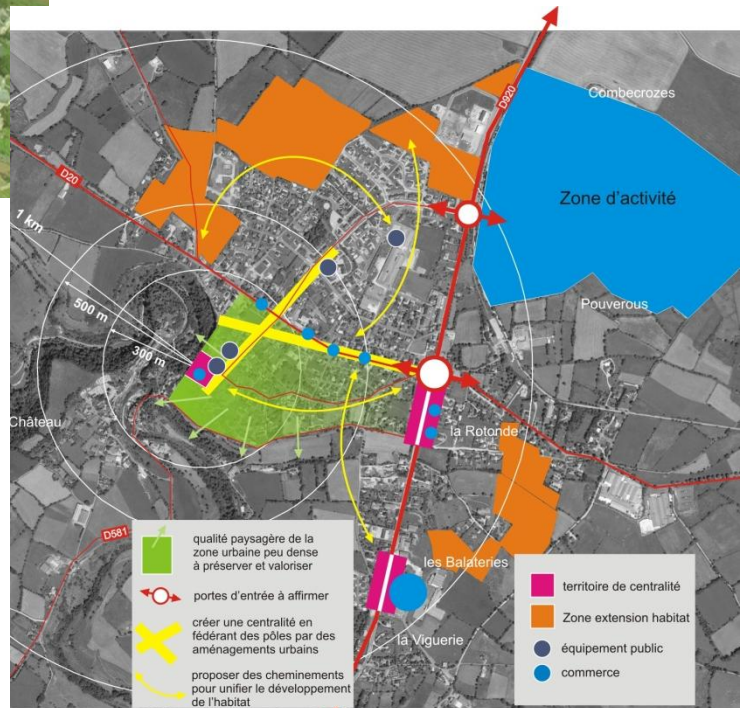 D920
Combecrozes
Zone d'activité
D20
1 km
500 m
300 m
Pouverous
Château
la Rotonde
D581
les Balateries
la Viguerie
qualité paysagère de la
zone urbaine peu dense
à préserver et valoriser
portes d'entrée à affirmer
créer une centralité en
fédérant des pôles par des
aménagements urbains
proposer des cheminements
pour unifier le développement
de l'habitat
territoire de centralité
Zone extension habitat
équipement public
commerce